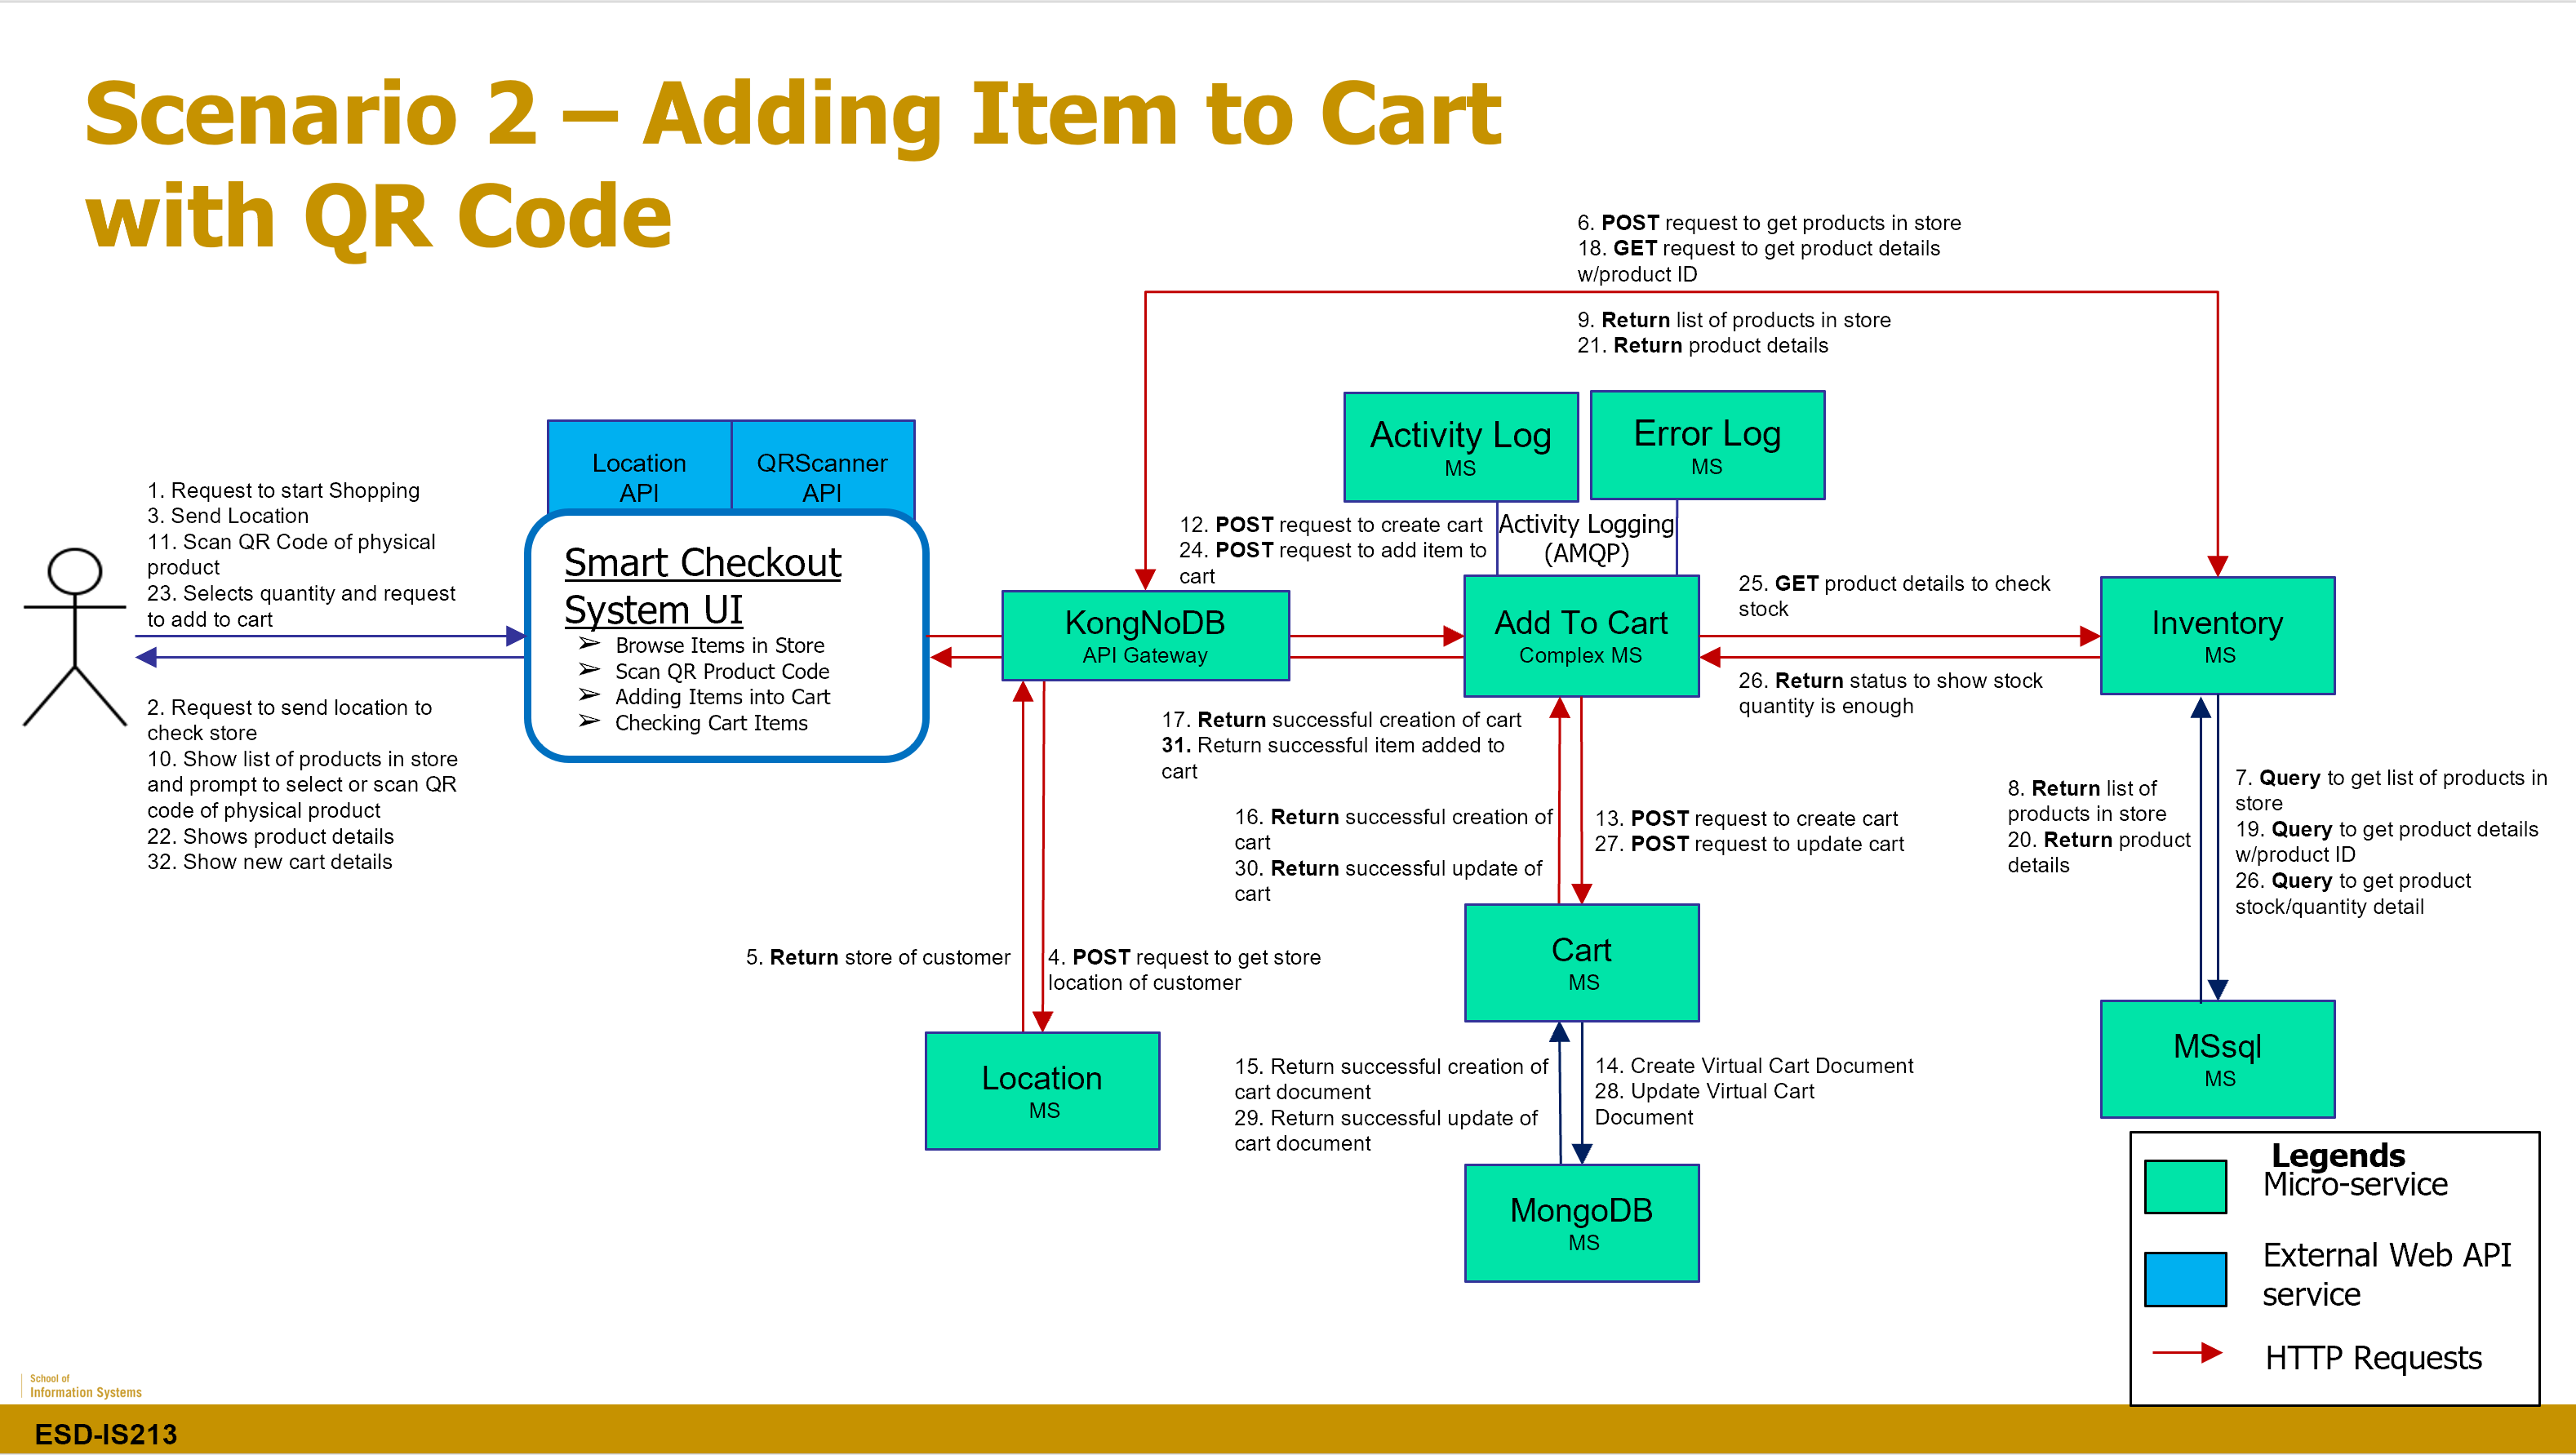 Scenario 2 – Adding Item to Cart
with QR Code
6. POST request to get products in store
18. GET request to get product details
w/product ID
9. Return list of products in store
21. Return product details
Activity Log
MS
Error Log
MS
Location
API
QRScanner
API
1. Request to start Shopping
3. Send Location
11. Scan QR Code of physical
product
23. Selects quantity and request
to add to cart
2. Request to send location to
check store
10. Show list of products in store
and prompt to select or scan QR
code of physical product
22. Shows product details
32. Show new cart details
Smart Checkout
System UI
➢ Browse Items in Store
➢ Scan QR Product Code
➢ Adding Items into Cart
➢ Checking Cart Items
12. POST request to create cart
24. POST request to add item to
cart
Activity Logging
(AMQP)
KongNoDB
API Gateway
Add To Cart
Complex MS
25. GET product details to check
stock
26. Return status to show stock
quantity is enough
Inventory
MS
17. Return successful creation of cart
31. Return successful item added to
cart
16. Return successful creation of
cart
30. Return successful update of
cart
13. POST request to create cart
27. POST request to update cart
8. Return list of
products in store
20. Return product
details
7. Query to get list of products in
store
19. Query to get product details
w/product ID
26. Query to get product
stock/quantity detail
5. Return store of customer
4. POST request to get store
location of customer
Cart
MS
Location
MS
15. Return successful creation of
cart document
29. Return successful update of
cart document
14. Create Virtual Cart Document
28. Update Virtual Cart
Document
MSsql
MS
MongoDB
MS
Legends
Micro-service
External Web API
service
HTTP Requests
School of
Information Systems
ESD-IS213